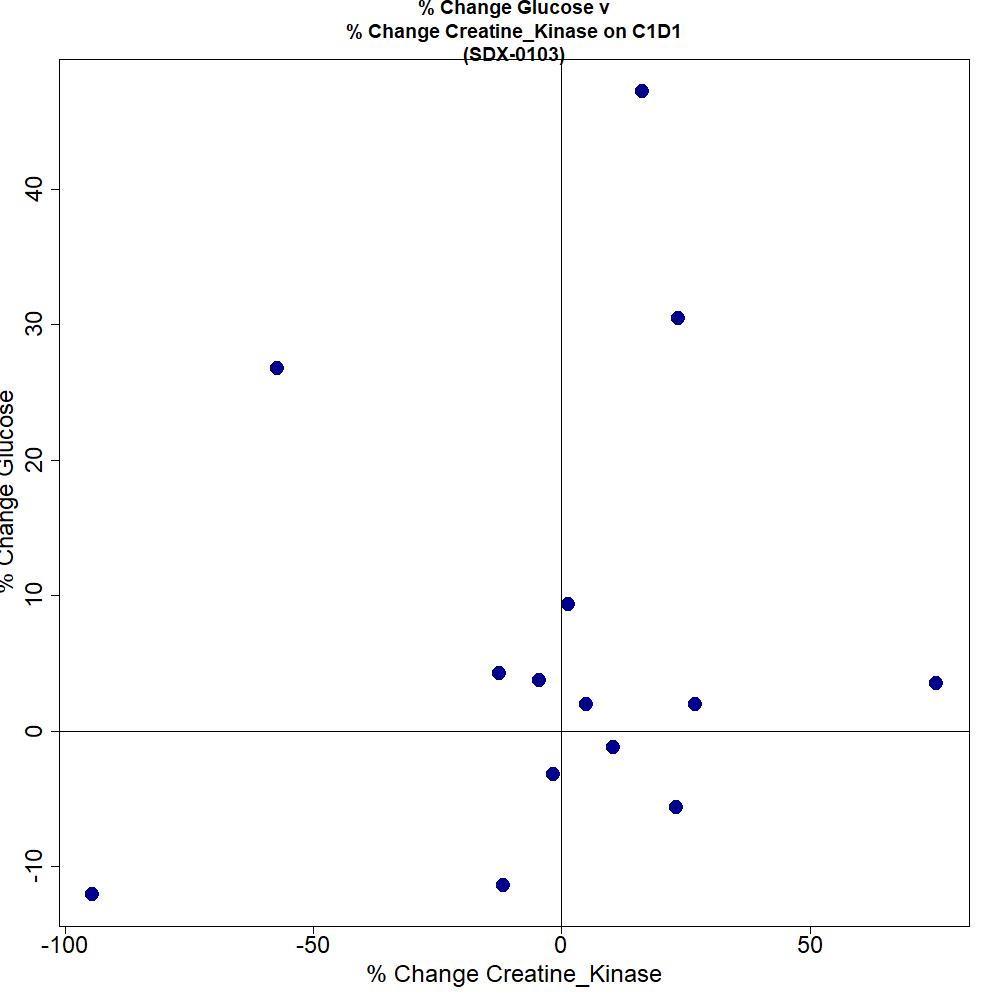 % Change Glucose v
% Change Creatine_Kinase on C1D1
(SDX-0103)
% Change Glucose
40
30
20
10
0
-10
-100
-50
0
50
% Change Creatine_Kinase